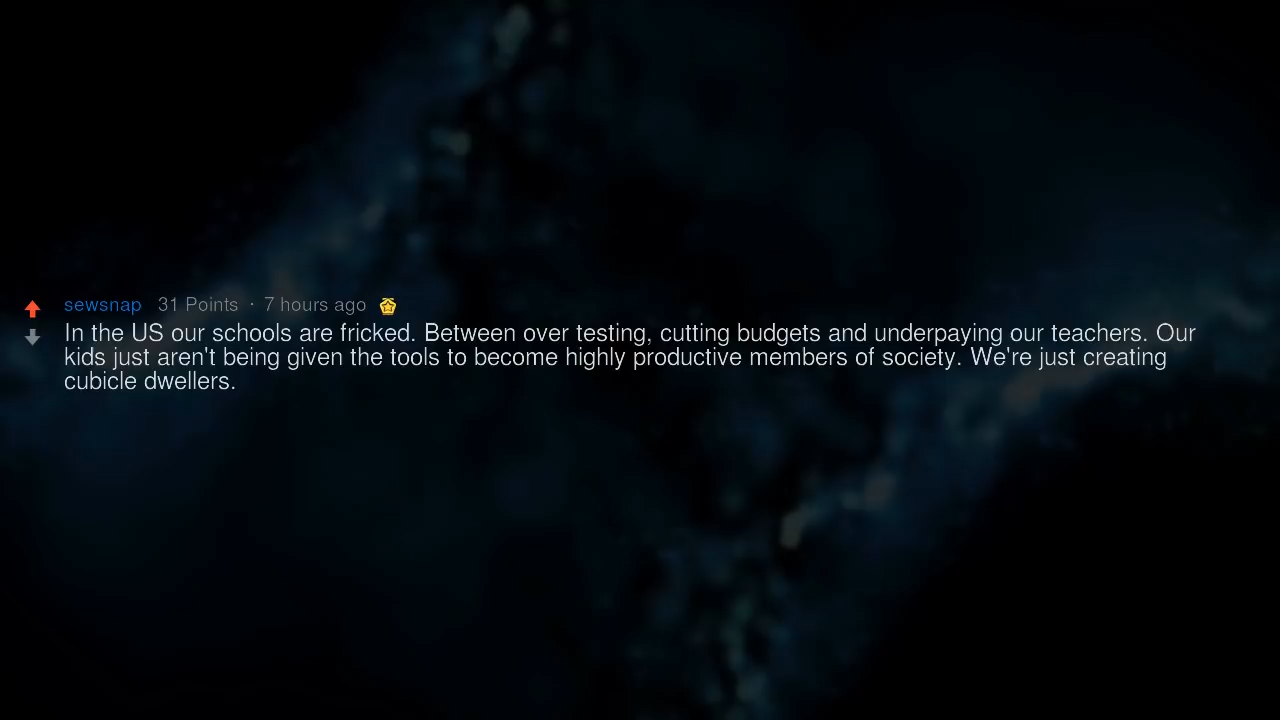 sewsnap 31 Points · 7 hours ago
In the US our schools are fricked. Between over testing, cutting budgets and underpaying our teachers. Our
kids just aren't being given the tools to become highly productive members of society. We're just creating
cubicle dwellers.